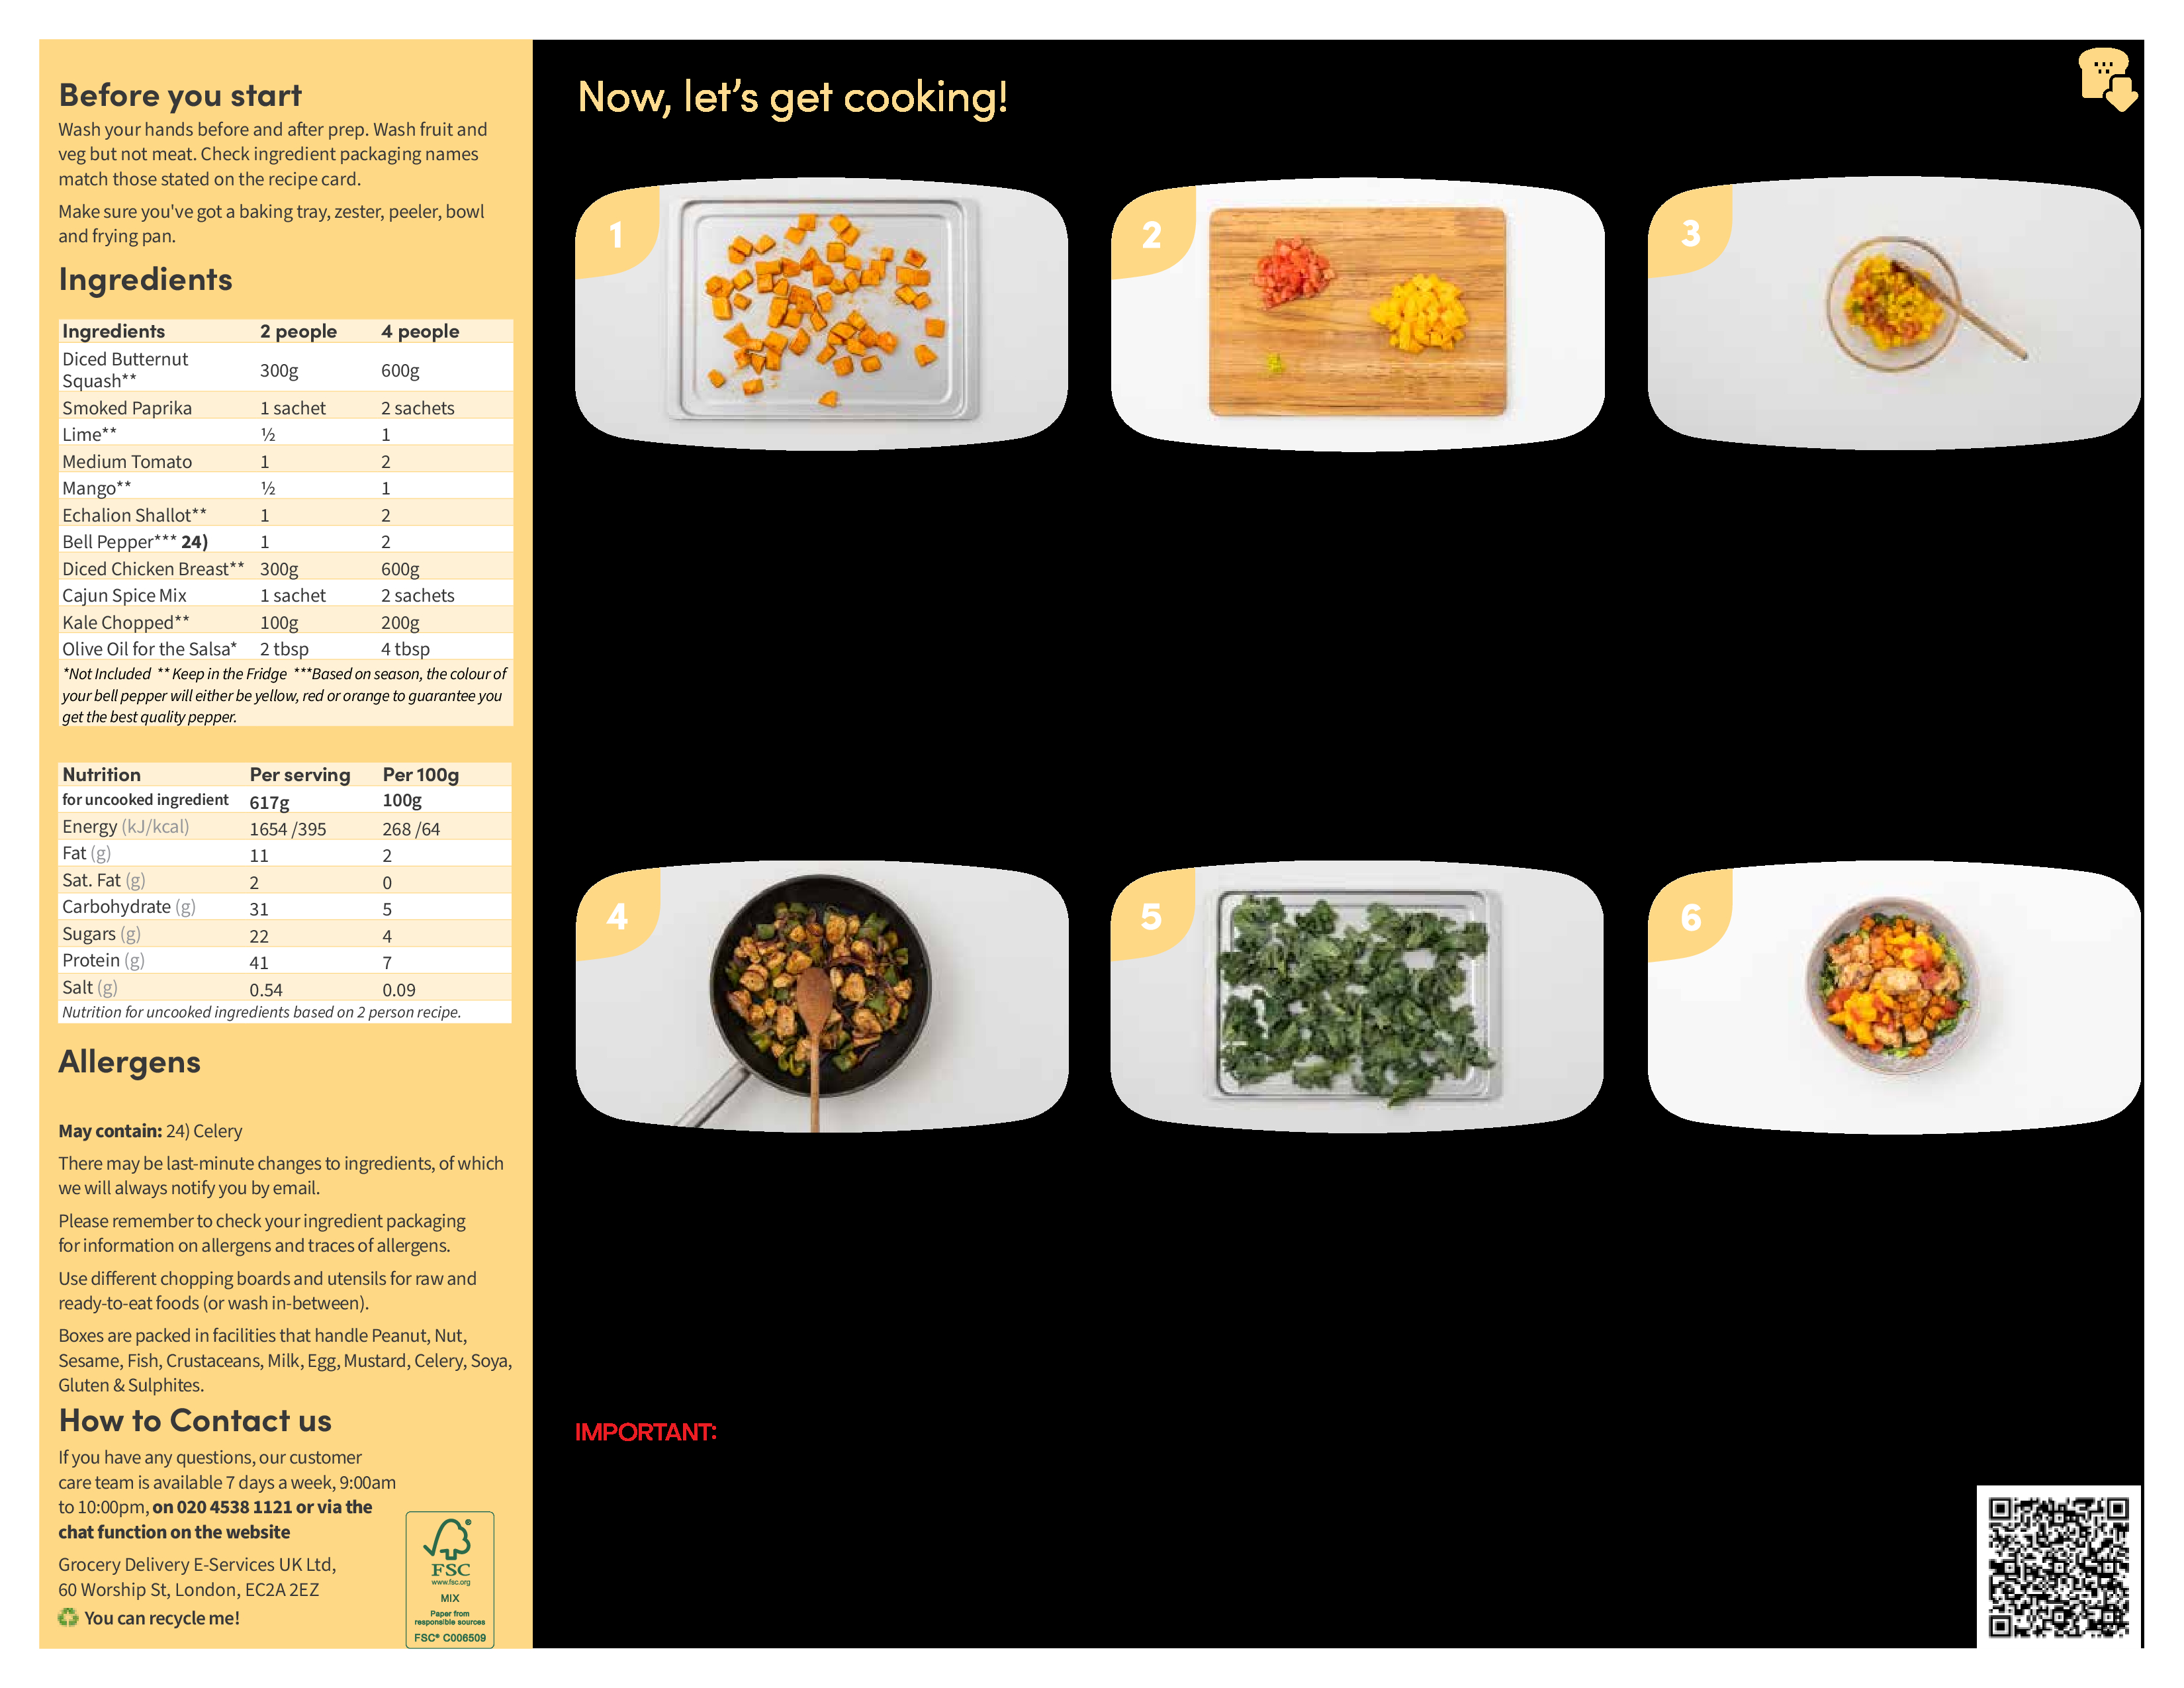 Before you start
Wash your hands before and after prep. Wash fruit and
veg but not meat. Check ingredient packaging names
match those stated on the recipe card.
Make sure you've got a baking tray, zester, peeler, bowl
and frying pan.
Ingredients
Ingredients 2 people 4 people
Diced Butternut
Squash** 300g 600g
Smoked Paprika 1 sachet 2 sachets
Lime** ½ 1
Medium Tomato 1 2
Mango** ½ 1
Echalion Shallot** 1 2
Bell Pepper*** 24) 1 2
Diced Chicken Breast** 300g 600g
Cajun Spice Mix 1 sachet 2 sachets
Kale Chopped** 100g 200g
Olive Oil for the Salsa* 2 tbsp 4 tbsp
*Not Included ** Keep in the Fridge ***Based on season, the colour of
your bell pepper will either be yellow, red or orange to guarantee you
get the best quality pepper.
Nutrition Per serving Per 100g
for uncooked ingredient 617g 100g
Energy (kJ/kcal) 1654 /395 268 /64
Fat (g) 11 2
Sat. Fat (g) 2 0
Carbohydrate (g) 31 5
Sugars (g) 22 4
Protein (g) 41 7
Salt (g) 0.54 0.09
Nutrition for uncooked ingredients based on 2 person recipe.
Allergens
May contain: 24) Celery
There may be last-minute changes to ingredients, of which
we will always notify you by email.
Please remember to check your ingredient packaging
for information on allergens and traces of allergens.
Use different chopping boards and utensils for raw and
ready-to-eat foods (or wash in-between).
Boxes are packed in facilities that handle Peanut, Nut,
Sesame, Fish, Crustaceans, Milk, Egg, Mustard, Celery, Soya,
Gluten & Sulphites.
How to Contact us
If you have any questions, our customer
care team is available 7 days a week, 9:00am
to 10:00pm, on 020 4538 1121 or via the
chat function on the website
Grocery Delivery E-Services UK Ltd,
60 Worship St, London, EC2A 2EZ
You can recycle me!
FSC
www.fsc.org
MIX
Paper from
responsible sources
FSC® C006509
Now, let's get cooking!
1
2
3
4
5
6
IMPORTANT: